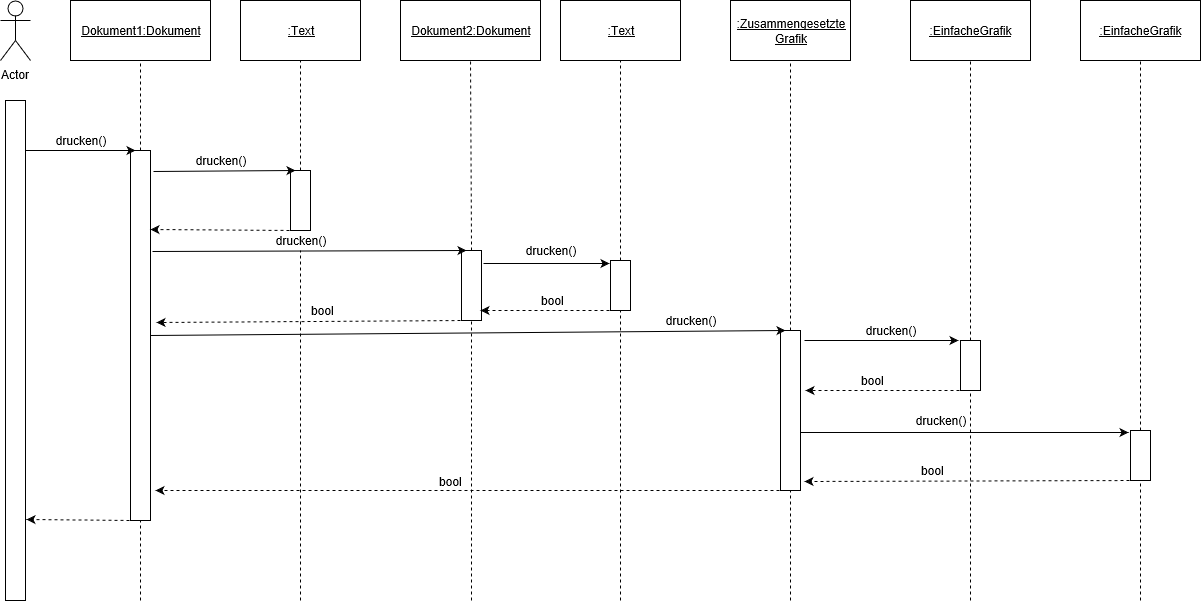 Actor
Dokument1:Dokument
:Text
Dokument2:Dokument
:Text
:Zusammengesetzte
Grafik
:EinfacheGrafik
:EinfacheGrafik
drucken()
drucken()
drucken()
drucken()
bool
bool
drucken()
drucken()
bool
drucken()
bool
bool